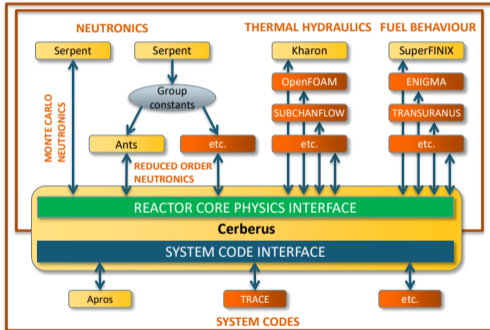 NEUTRONICS
THERMAL HYDRAULICS
FUEL BEHAVIOUR
Serpent
Serpent
Kharon
SuperFINIX
OpenFOAM
ENIGMA
Group
constants
SUBCHANFLOW
TRANSURANUS
MONTE CARLO
NEUTRONICS
Ants
etc.
etc.
etc.
REDUCED ORDER
NEUTRONICS
REACTOR CORE PHYSICS INTERFACE
Cerberus
SYSTEM CODE INTERFACE
Apros
TRACE
etc.
SYSTEM CODES